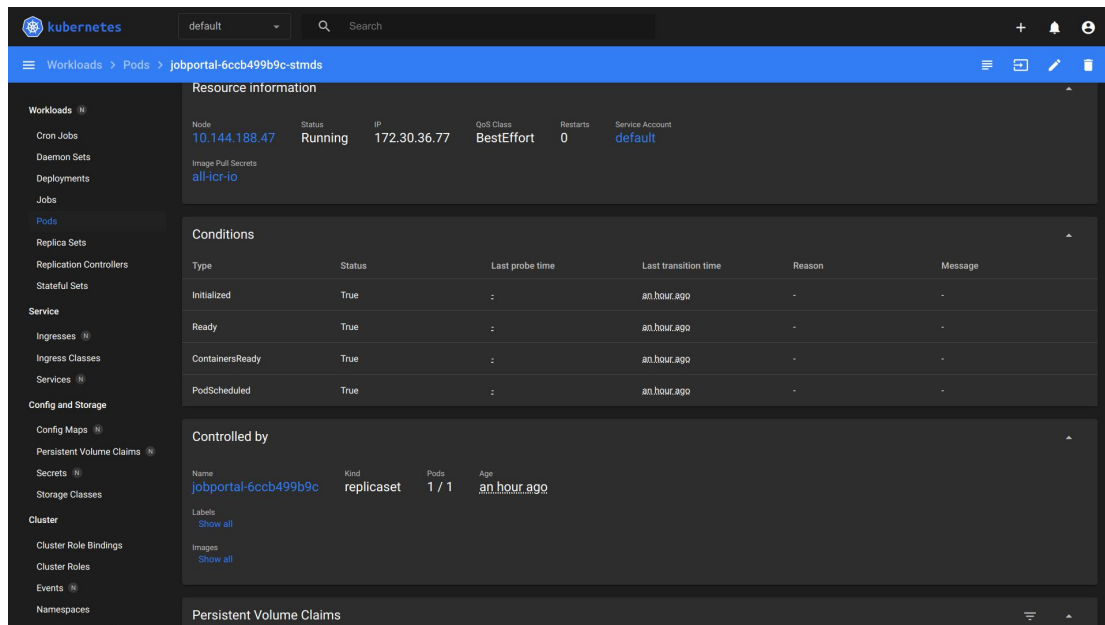 kubernetes
default
Search
Workloads > Pods > jobportal-6ccb499b9c-stmds
Workloads N
Cron Jobs
Daemon Sets
Deployments
Jobs
Pods
Replica Sets
Replication Controllers
Stateful Sets
Service
Ingresses N
Ingress Classes
Services N
Config and Storage
Config Maps N
Persistent Volume Claims N
Secrets N
Storage Classes
Cluster
Cluster Role Bindings
Cluster Roles
Events N
Namespaces
Resource information
Node Status IP QoS Class Restarts Service Account
10.144.188.47 Running 172.30.36.77 BestEffort 0 default
Image Pull Secrets
all-icr-io
Conditions
Type Status Last probe time Last transition time Reason Message
Initialized True - an hour ago - -
Ready True - an hour ago - -
ContainersReady True - an hour ago - -
PodScheduled True - an hour ago - -
Controlled by
Name Kind Pods Age
jobportal-6ccb499b9c replicaset 1 / 1 an hour ago
Labels
Show all
Images
Show all
Persistent Volume Claims